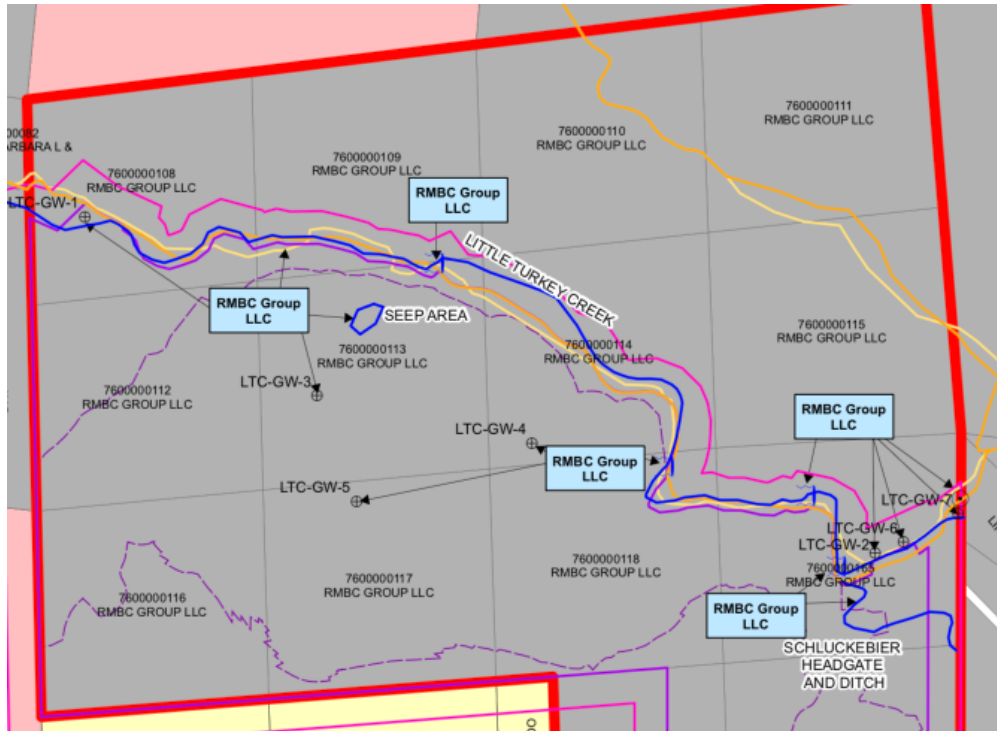 7600000111
RMBC GROUP LLC
7600000110
RMBC GROUP LLC
00082
ARBARA L &
7600000109
RMBC GROUP LLC
7600000108
RMBC GROUP LLC
RMBC Group
LLC
LTC-GW-1
LITTLE TURKEY CREEK
RMBC Group
LLC
SEEP AREA
7600000115
RMBC GROUP LLC
7600000114
RMBC GROUP LLC
7600000113
RMBC GROUP LLC
LTC-GW-3
7600000112
RMBC GROUP LLC
RMBC Group
LLC
LTC-GW-4
RMBC Group
LLC
LTC-GW-5
LTC-GW-7
LTC-GW-6
LTC-GW-2
7600000165
RMBC GROUP LLC
7600000118
RMBC GROUP LLC
7600000117
RMBC GROUP LLC
7600000116
RMBC GROUP LLC
RMBC Group
LLC
SCHLUCKEBIER
HEADGATE
AND DITCH